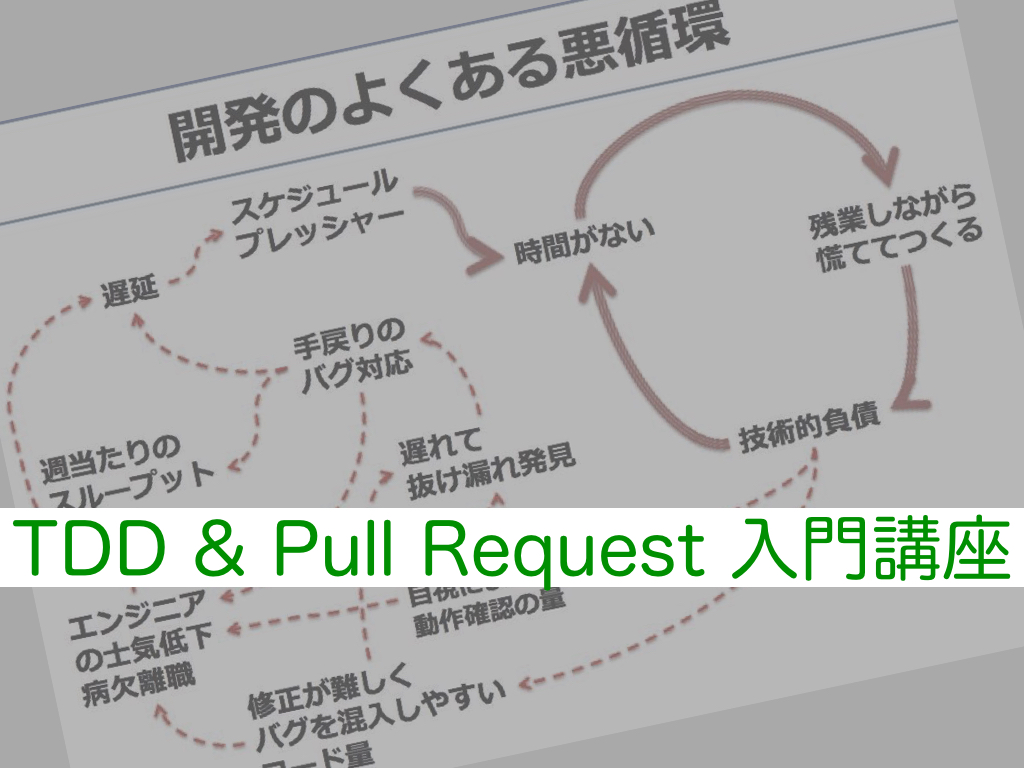 開発のよくある悪循環
スケジュール
プレッシャー
時間がない
残業しながら
慌ててつくる
遅延
手戻りの
バグ対応
技術的負債
週当たりの
スループット
遅れて
抜け漏れ発見
TDD & Pull Request 入門講座
エンジニア
の士気低下
病欠離職
動作確認の量
修正が難しく
バグを混入しやすい
コード量